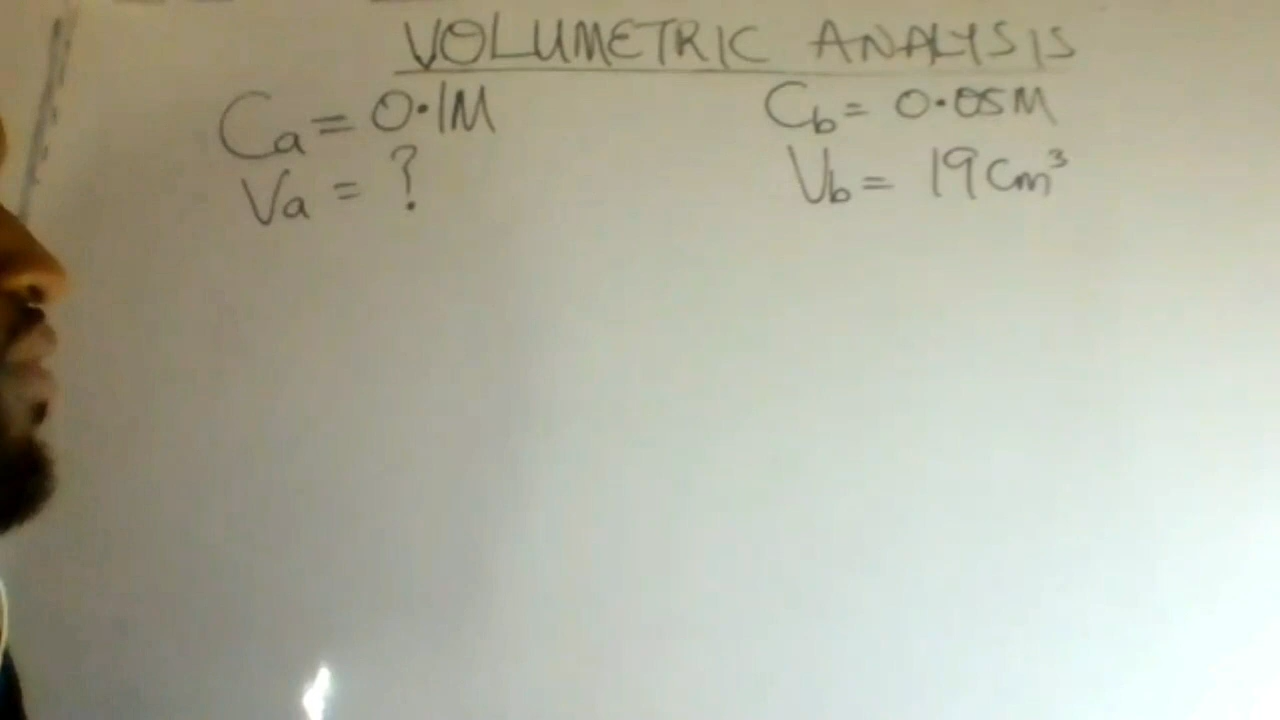 VOLUMETRIC ANALYSIS
Ca = 0.1M
Cb = 0.05M
Va = ?
Vb = 19cm³